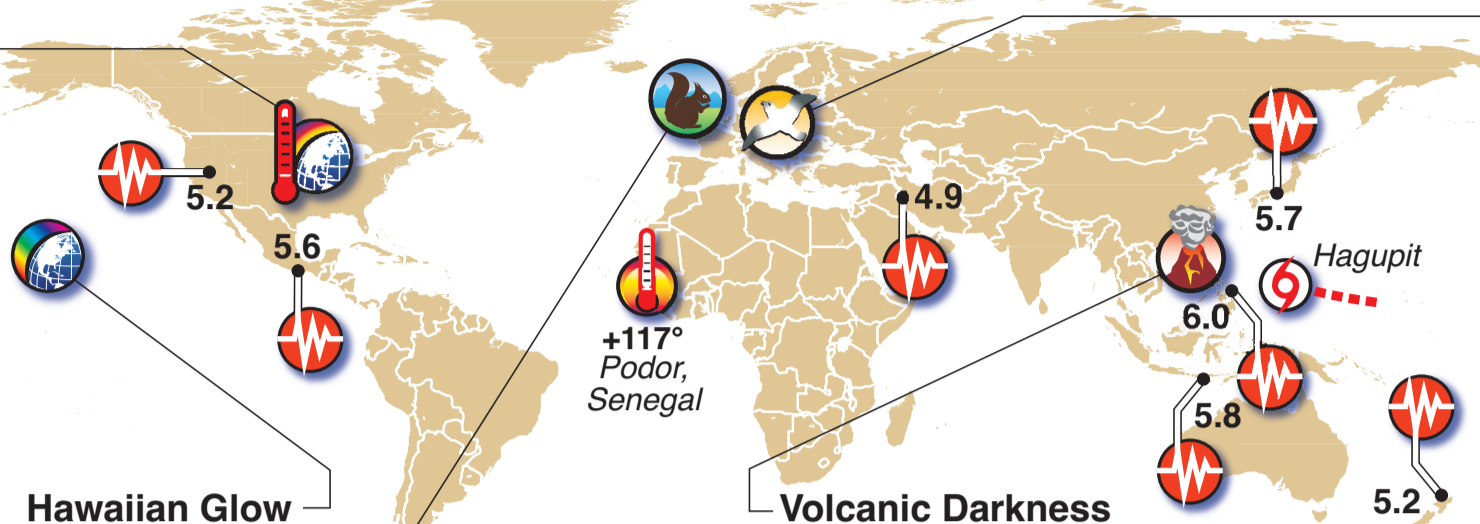 5.2
5.6
4.9
5.7
Hagupit
6.0
+117°
Podor,
Senegal
5.8
5.2
Hawaiian Glow
Volcanic Darkness